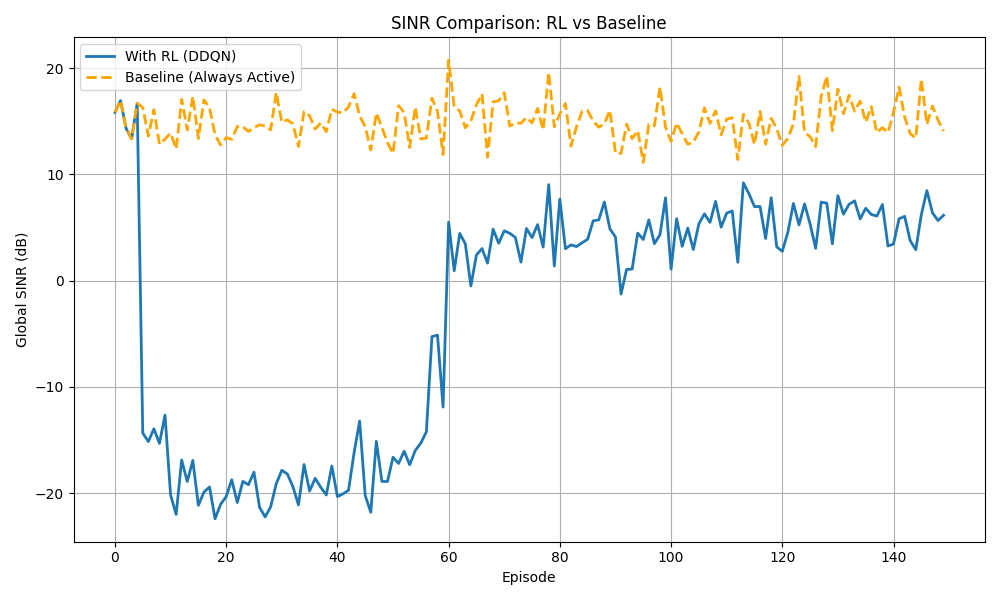 SINR Comparison: RL vs Baseline
With RL (DDQN)
Baseline (Always Active)
Global SINR (dB)
20
10
0
−10
−20
0 20 40 60 80 100 120 140
Episode